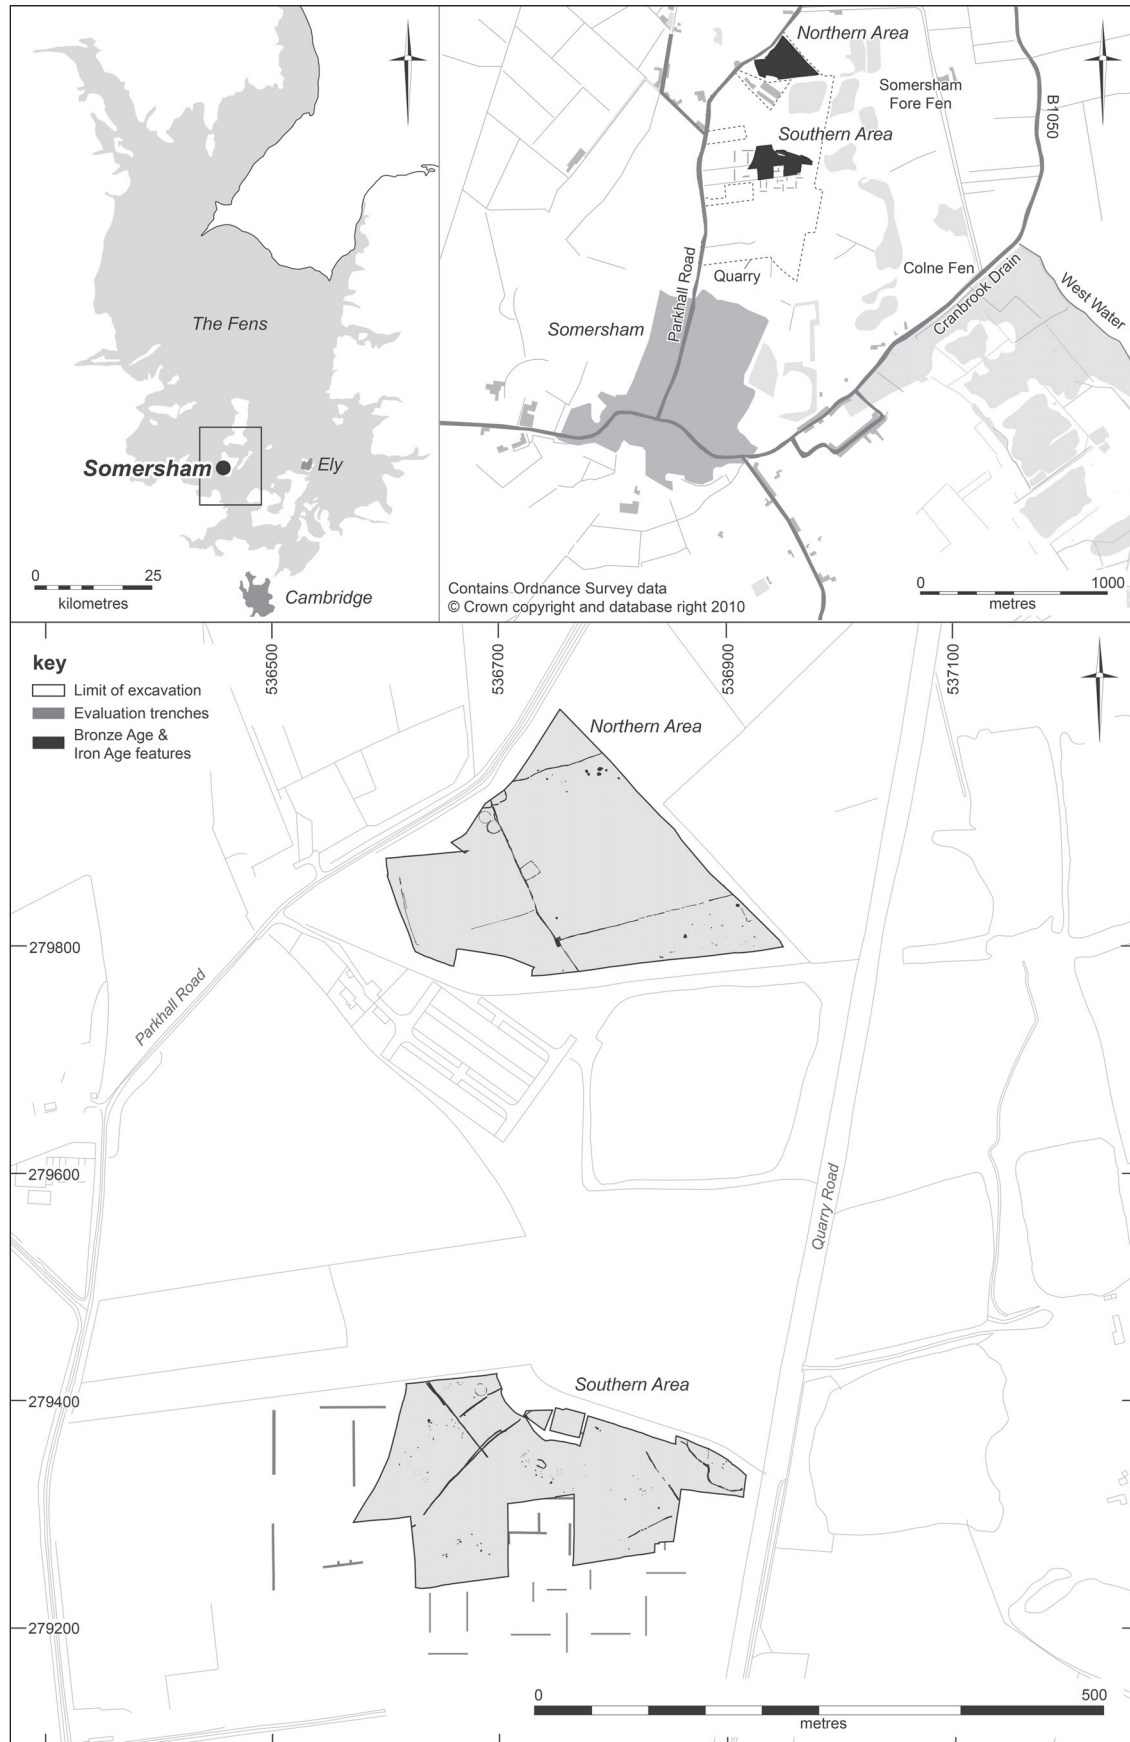 The Fens
Somersham
Ely
0 25
kilometres
Cambridge
Northern Area
Somersham
Fore Fen
B1050
Southern Area
Parkhall Road
Quarry
Colne Fen
Cranbrook Drain
West Water
Somersham
Contains Ordnance Survey data
© Crown copyright and database right 2010
0 1000
metres
key
Limit of excavation
Evaluation trenches
Bronze Age &
Iron Age features
536500
536700
536900
537100
Northern Area
279800
Parkhall Road
279600
Quarry Road
279400
Southern Area
279200
0 500
metres